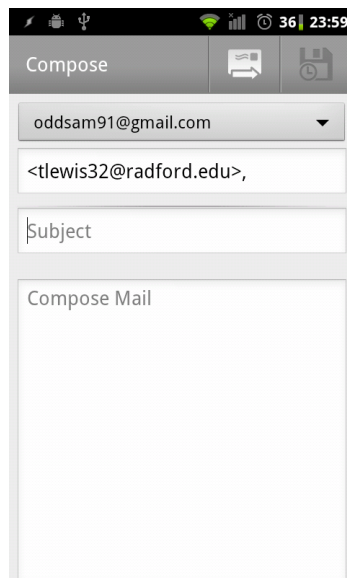 36 23:59
Compose
oddsam91@gmail.com
<tlewis32@radford.edu>,
Subject
Compose Mail